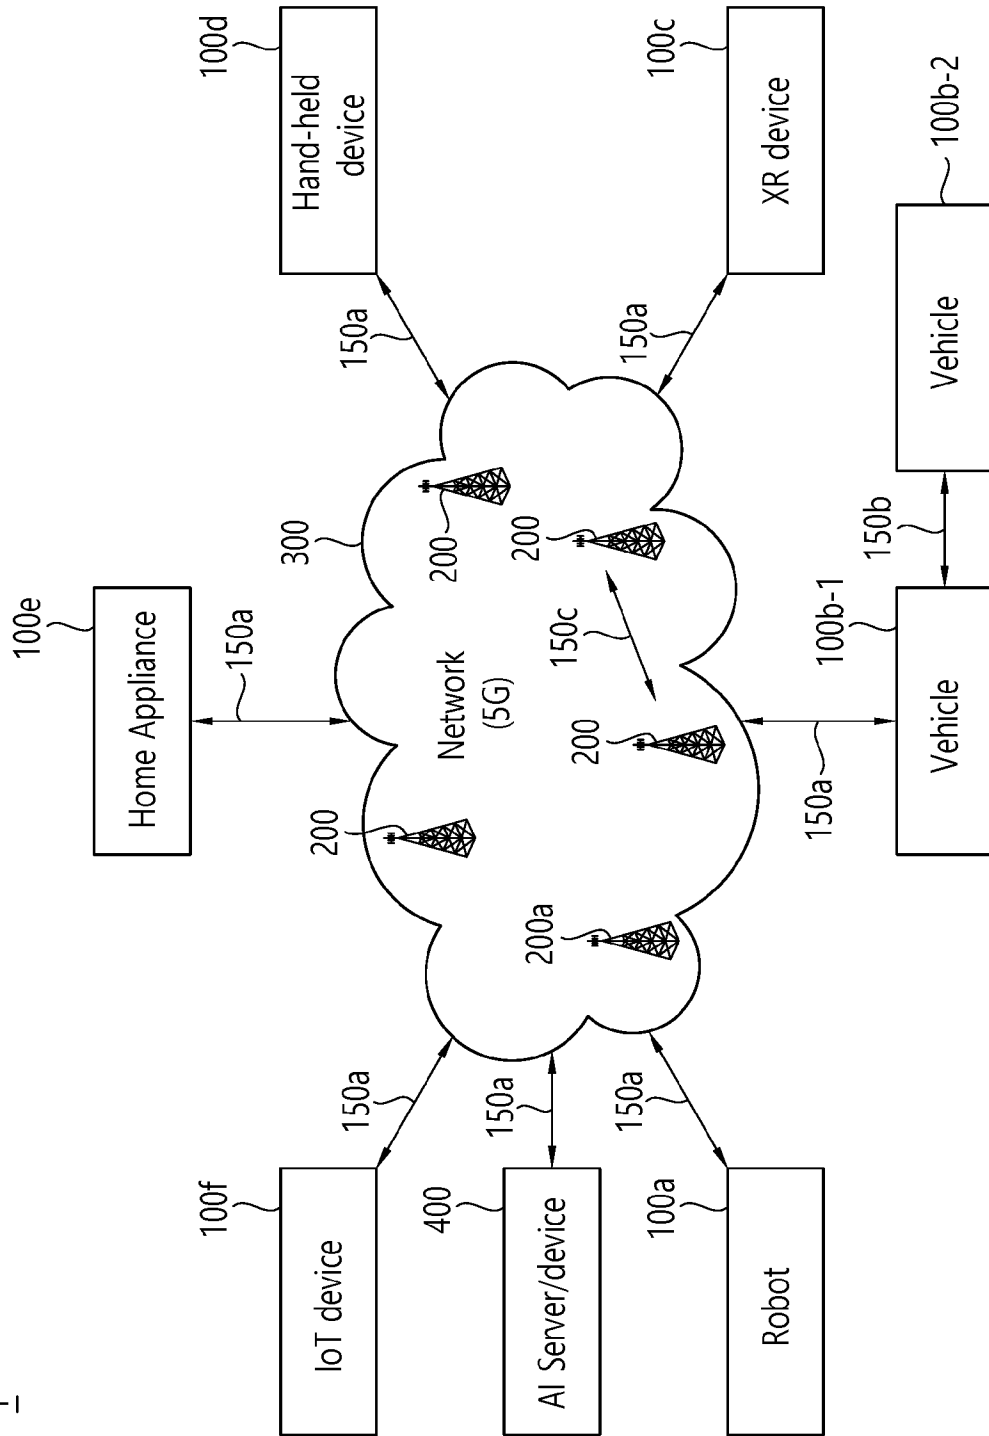 100e
Home Appliance
100f
100d
150a
IoT device
Hand-held
device
300
200
150a
150a
400
Network
(5G)
200
AI Server/device
150a
200a
200
200
150c
100a
150a
150a
100c
Robot
XR device
150a
100b-1
150b
100b-2
Vehicle
Vehicle